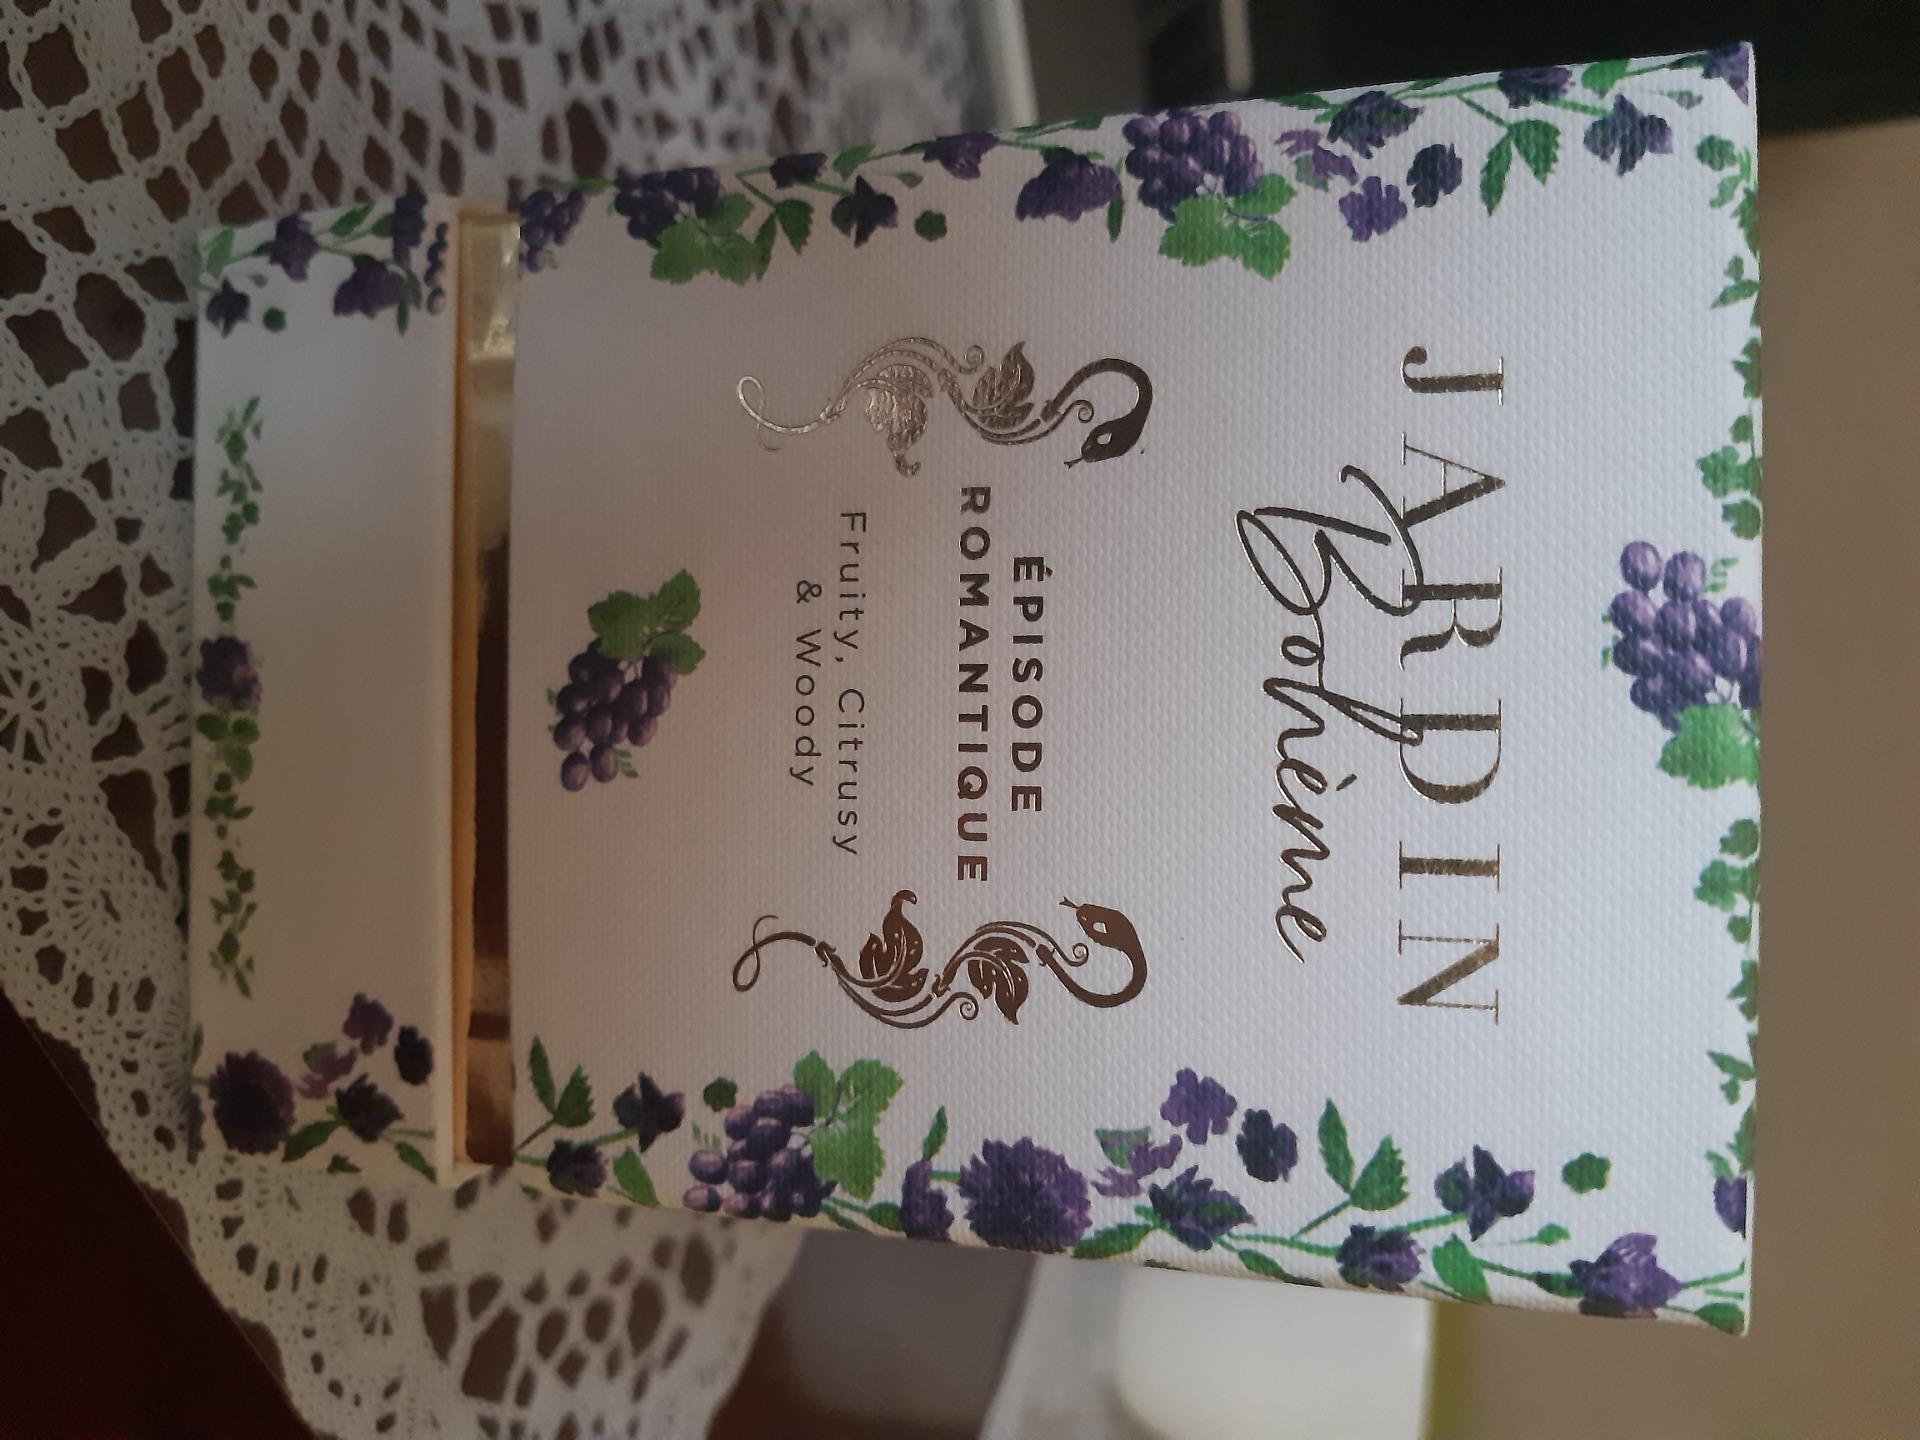 JARDIN
Bohème
ÉPISODE
ROMANTIQUE
Fruity, Citrusy
& Woody